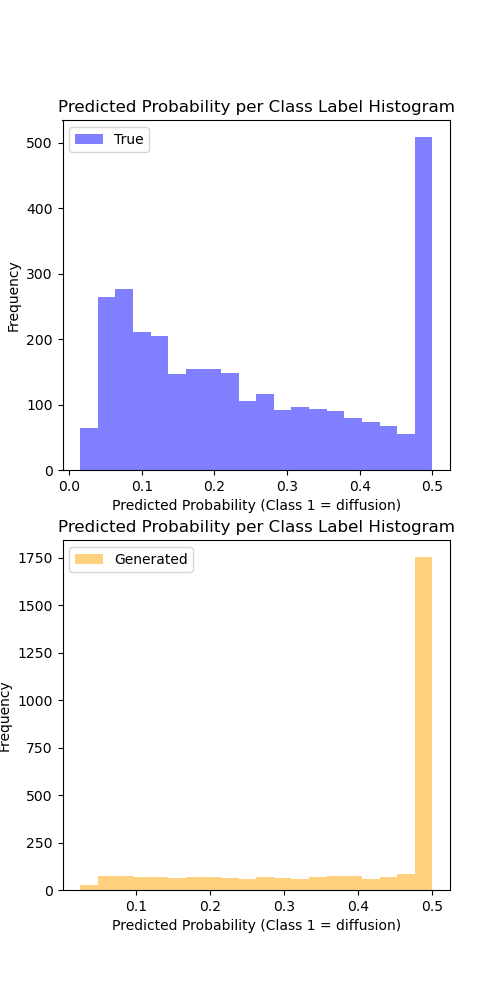 Predicted Probability per Class Label Histogram
True
500
400
300
200
100
0
Frequency
0.0 0.1 0.2 0.3 0.4 0.5
Predicted Probability (Class 1 = diffusion)
Predicted Probability per Class Label Histogram
Generated
1750
1500
1250
1000
750
500
250
0
Frequency
0.1 0.2 0.3 0.4 0.5
Predicted Probability (Class 1 = diffusion)